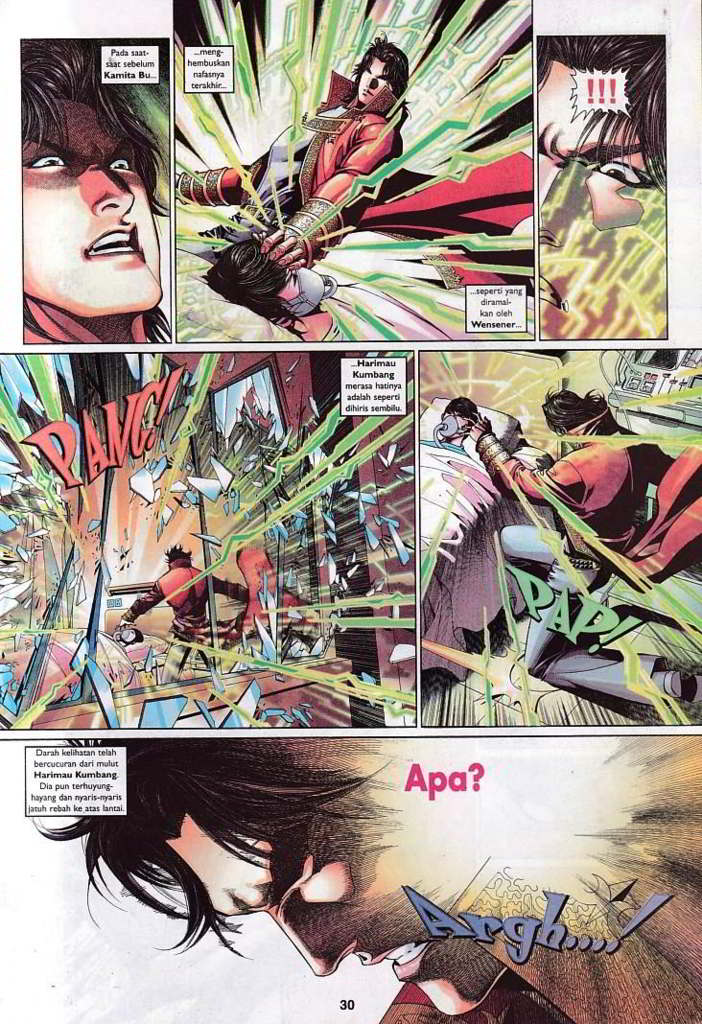 Pada saat-
saat sebelum
Kamita Bu...
...meng-
hembuskan
nafasnya
terakhir...
!!!
...seperti yang
diramal-
kan oleh
Wensener...
...Harimau
Kumbang
merasa hatinya
adalah seperti
dihiris sembilu.
PANG!
PAP!
Darah kelihatan telah
bercucuran dari mulut
Harimau Kumbang.
Dia pun terhuyung-
hayang dan nyaris-nyaris
jatuh rebah ke atas lantai.
Apa?
Argh....!
30